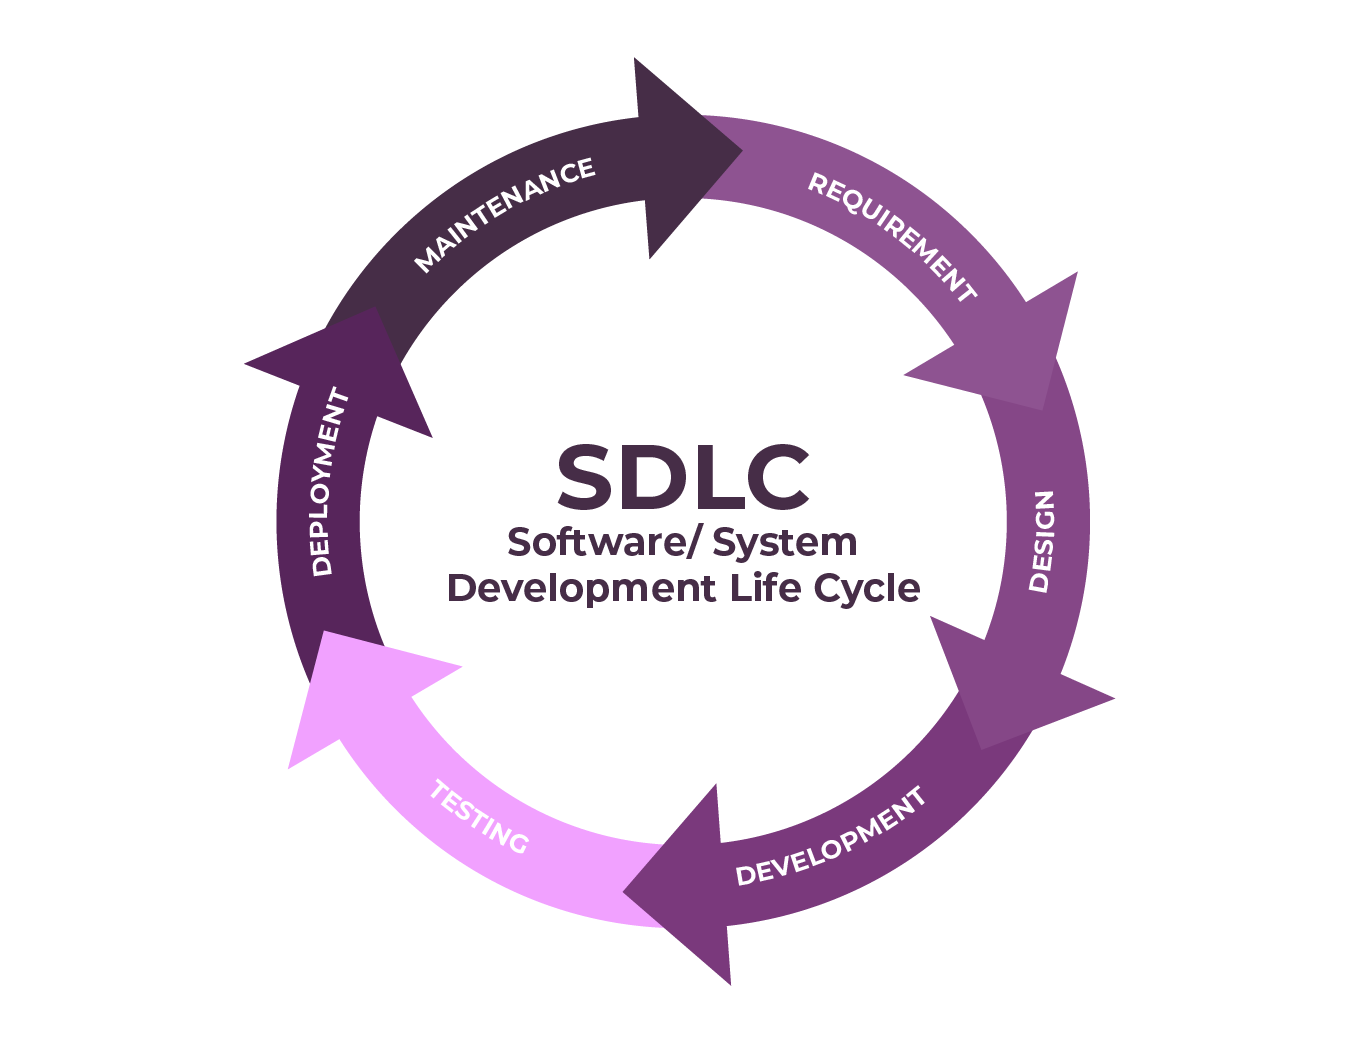 SDLC
Software/ System
Development Life Cycle
REQUIREMENT
DESIGN
DEVELOPMENT
TESTING
DEPLOYMENT
MAINTENANCE